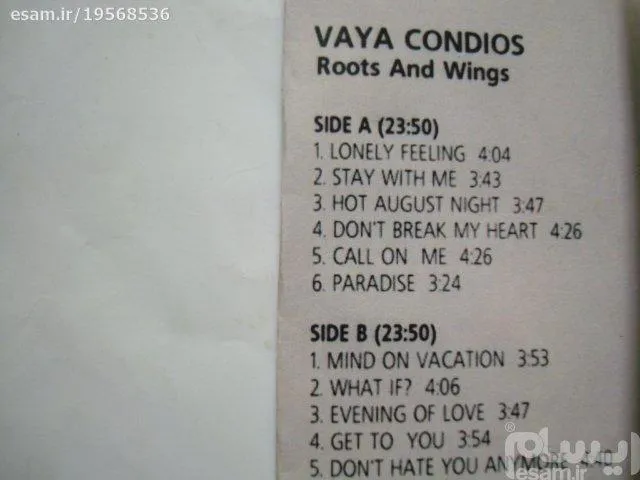 esam.ir/19568536
VAYA CONDIOS
Roots And Wings
SIDE A (23:50)
1. LONELY FEELING 4:04
2. STAY WITH ME 3:43
3. HOT AUGUST NIGHT 3:47
4. DON'T BREAK MY HEART 4:26
5. CALL ON ME 4:26
6. PARADISE 3:24
SIDE B (23:50)
1. MIND ON VACATION 3:53
2. WHAT IF? 4:06
3. EVENING OF LOVE 3:47
4. GET TO YOU 3:54
5. DON'T HATE YOU ANYMORE 4:40
ایسام®
esam.ir